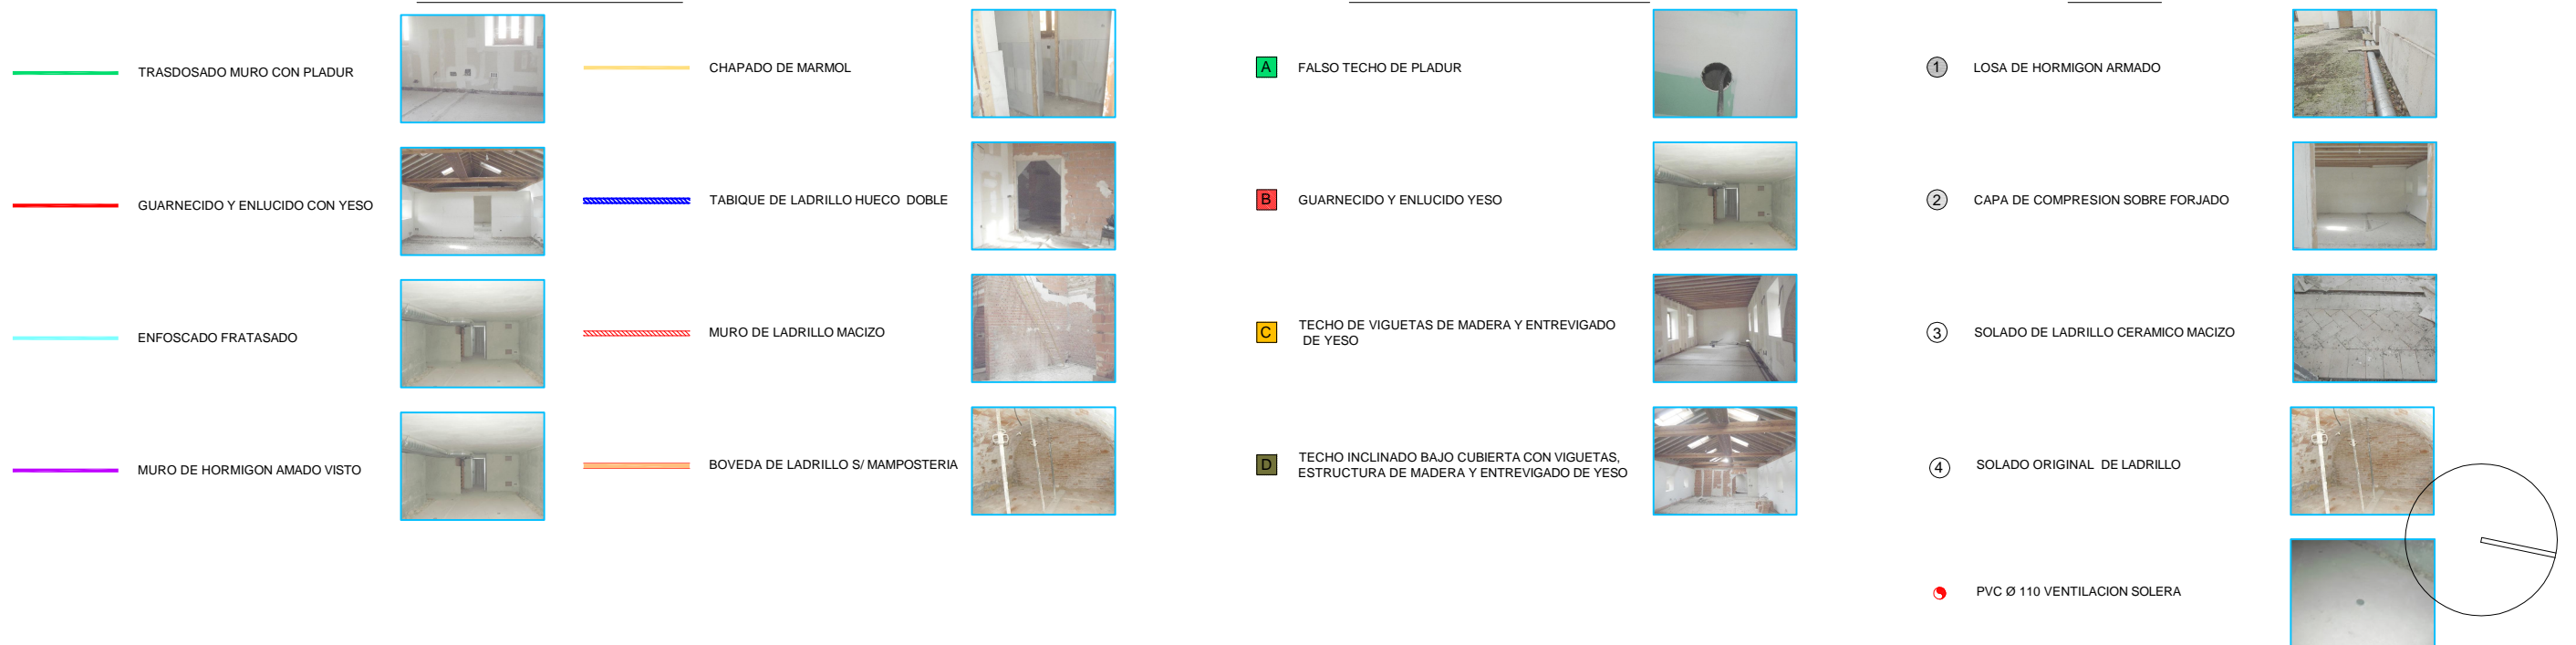 TRASDOSADO MURO CON PLADUR
GUARNECIDO Y ENLUCIDO CON YESO
ENFOSCADO FRATASADO
MURO DE HORMIGON AMADO VISTO
CHAPADO DE MARMOL
TABIQUE DE LADRILLO HUECO  DOBLE
MURO DE LADRILLO MACIZO
BOVEDA DE LADRILLO S/ MAMPOSTERIA
A FALSO TECHO DE PLADUR
B GUARNECIDO Y ENLUCIDO YESO
C TECHO DE VIGUETAS DE MADERA Y ENTREVIGADO
DE YESO
D TECHO INCLINADO BAJO CUBIERTA CON VIGUETAS,
ESTRUCTURA DE MADERA Y ENTREVIGADO DE YESO
1 LOSA DE HORMIGON ARMADO
2 CAPA DE COMPRESION SOBRE FORJADO
3 SOLADO DE LADRILLO CERAMICO MACIZO
4 SOLADO ORIGINAL  DE LADRILLO
PVC Ø 110 VENTILACION SOLERA